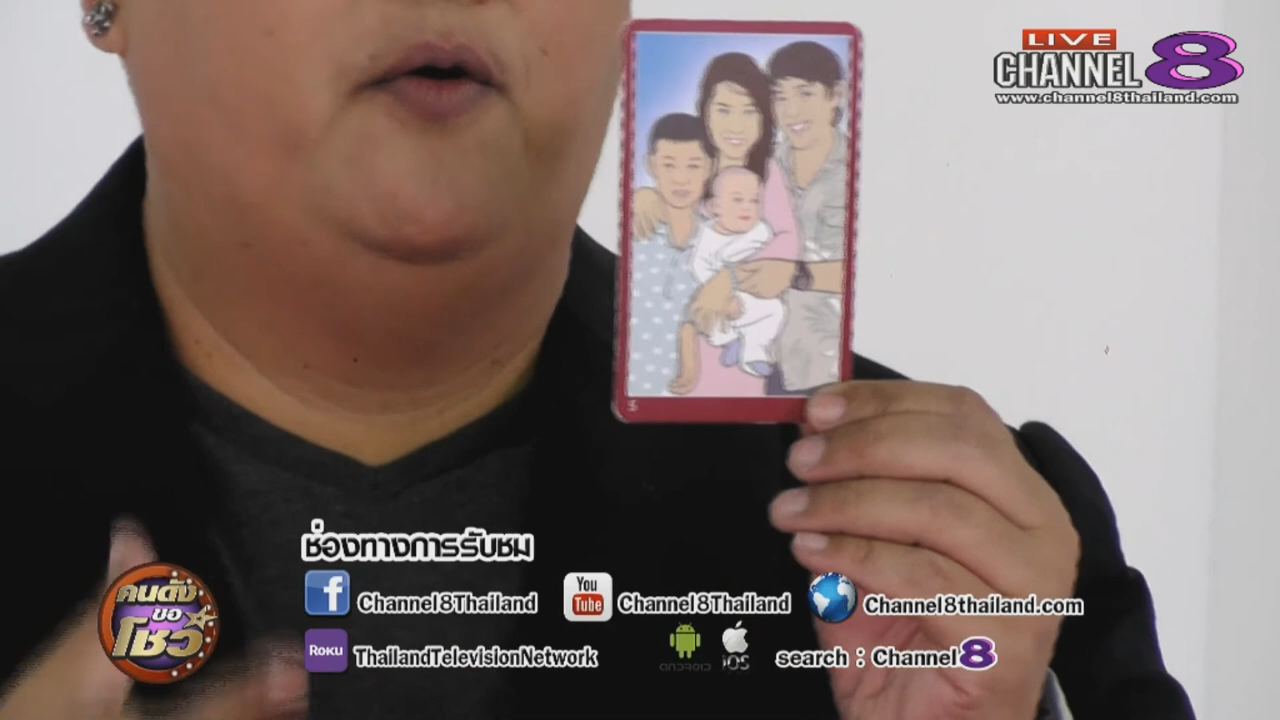 LIVE
CHANNEL 8
www.channel8thailand.com
ช่องทางการรับชม
Channel8Thailand
You Tube Channel8Thailand
Channel8thailand.com
คนดัง
ขอ
โชว์
ROKU ThailandTelevisionNetwork
ANDROID
iOS
search : Channel 8